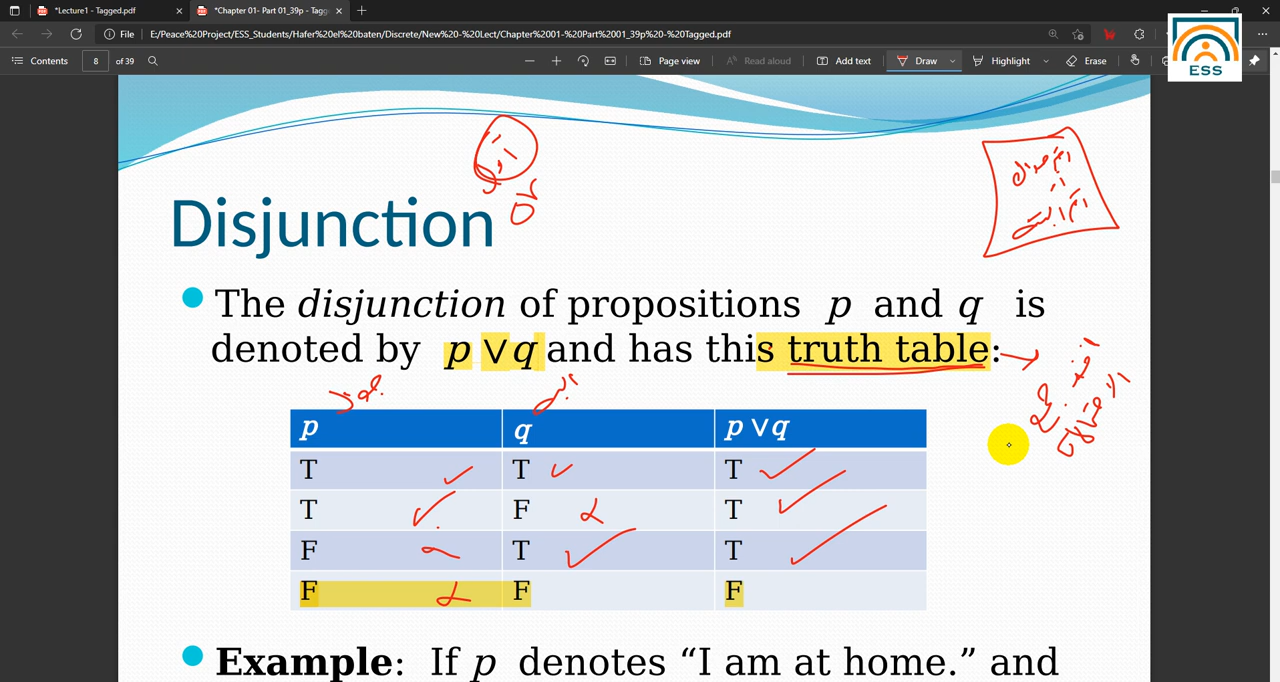 *Lecture1 - Tagged.pdf
*Chapter 01- Part 01_39p - Tagg
File E:/Peace%20Project/ESS_Students/Hafer%20el%20baten/Discrete/New%20-%20Lect/Chapter%2001-%20Part%2001_39p%20-%20Tagged.pdf
Contents 8 of 39 Page view Read aloud Add text Draw Highlight Erase
ESS
أو
or
Disjunction
The disjunction of propositions p and q is
denoted by p ∨q and has this truth table:
p q p ∨q
T T T
T F T
F T T
F F F
Example: If p denotes “I am at home.” and